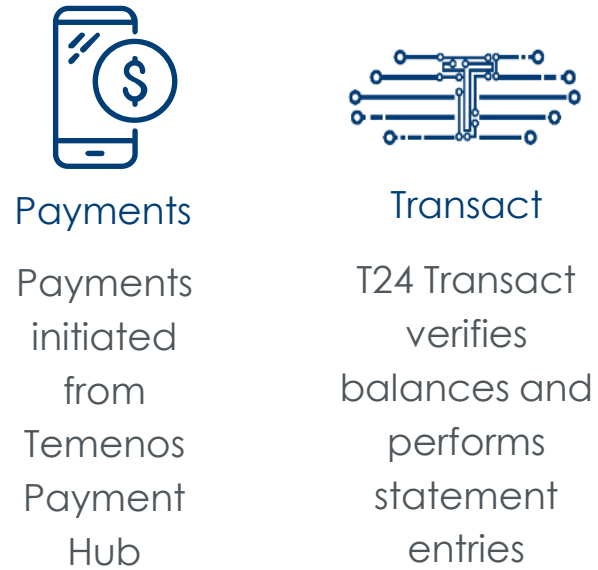 $
Payments
Payments
initiated
from
Temenos
Payment
Hub
Transact
T24 Transact
verifies
balances and
performs
statement
entries